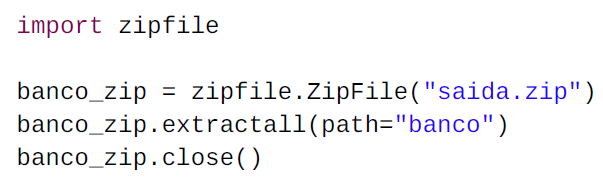 import zipfile

banco_zip = zipfile.ZipFile("saida.zip")
banco_zip.extractall(path="banco")
banco_zip.close()